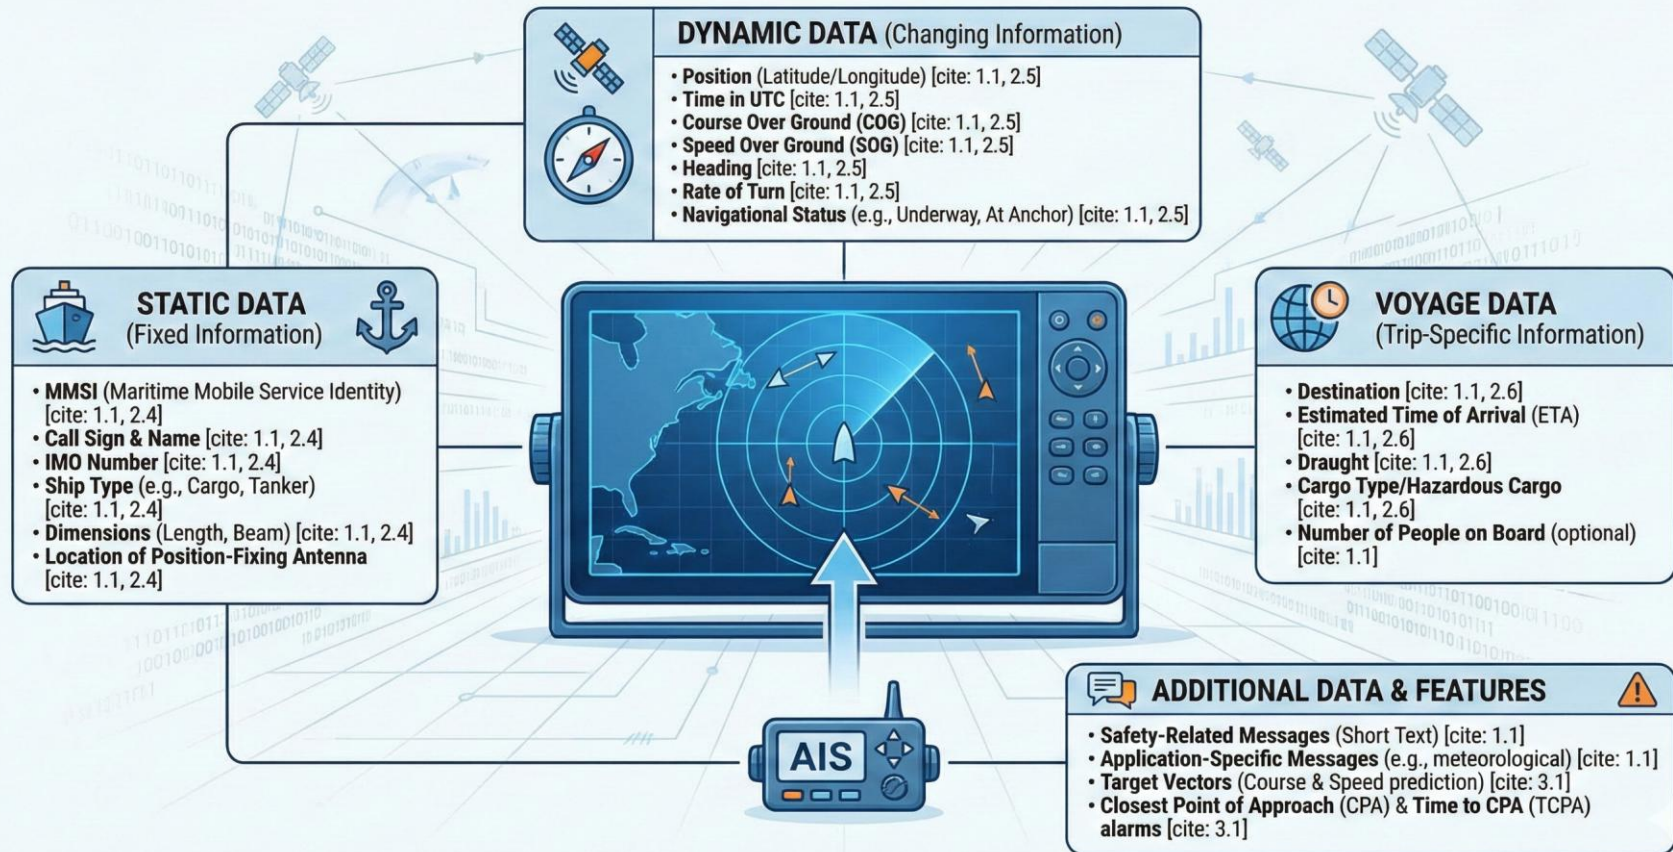 DYNAMIC DATA (Changing Information)
• Position (Latitude/Longitude) [cite: 1.1, 2.5]
• Time in UTC [cite: 1.1, 2.5]
• Course Over Ground (COG) [cite: 1.1, 2.5]
• Speed Over Ground (SOG) [cite: 1.1, 2.5]
• Heading [cite: 1.1, 2.5]
• Rate of Turn [cite: 1.1, 2.5]
• Navigational Status (e.g., Underway, At Anchor) [cite: 1.1, 2.5]
STATIC DATA
(Fixed Information)
• MMSI (Maritime Mobile Service Identity)
[cite: 1.1, 2.4]
• Call Sign & Name [cite: 1.1, 2.4]
• IMO Number [cite: 1.1, 2.4]
• Ship Type (e.g., Cargo, Tanker)
[cite: 1.1, 2.4]
• Dimensions (Length, Beam) [cite: 1.1, 2.4]
• Location of Position-Fixing Antenna
[cite: 1.1, 2.4]
VOYAGE DATA
(Trip-Specific Information)
• Destination [cite: 1.1, 2.6]
• Estimated Time of Arrival (ETA)
[cite: 1.1, 2.6]
• Draught [cite: 1.1, 2.6]
• Cargo Type/Hazardous Cargo
[cite: 1.1, 2.6]
• Number of People on Board (optional)
[cite: 1.1]
AIS
ADDITIONAL DATA & FEATURES
• Safety-Related Messages (Short Text) [cite: 1.1]
• Application-Specific Messages (e.g., meteorological) [cite: 1.1]
• Target Vectors (Course & Speed prediction) [cite: 3.1]
• Closest Point of Approach (CPA) & Time to CPA (TCPA)
alarms [cite: 3.1]